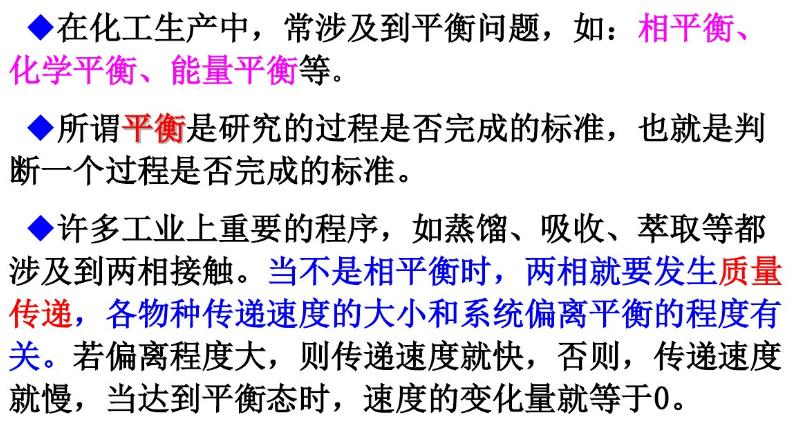 ◆在化工生产中，常涉及到平衡问题，如：相平衡、
化学平衡、能量平衡等。
◆所谓平衡是研究的过程是否完成的标准，也就是判
断一个过程是否完成的标准。
◆许多工业上重要的程序，如蒸馏、吸收、萃取等都
涉及到两相接触。当不是相平衡时，两相就要发生质量
传递，各物种传递速度的大小和系统偏离平衡的程度有
关。若偏离程度大，则传递速度就快，否则，传递速度
就慢，当达到平衡态时，速度的变化量就等于0。